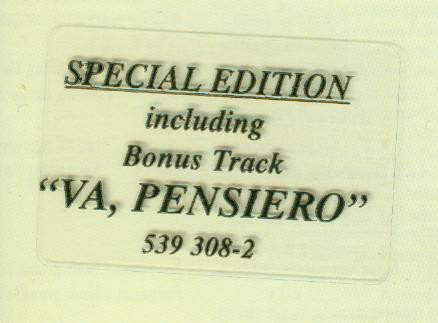 SPECIAL EDITION
including
Bonus Track
“VA, PENSIERO”
539 308-2